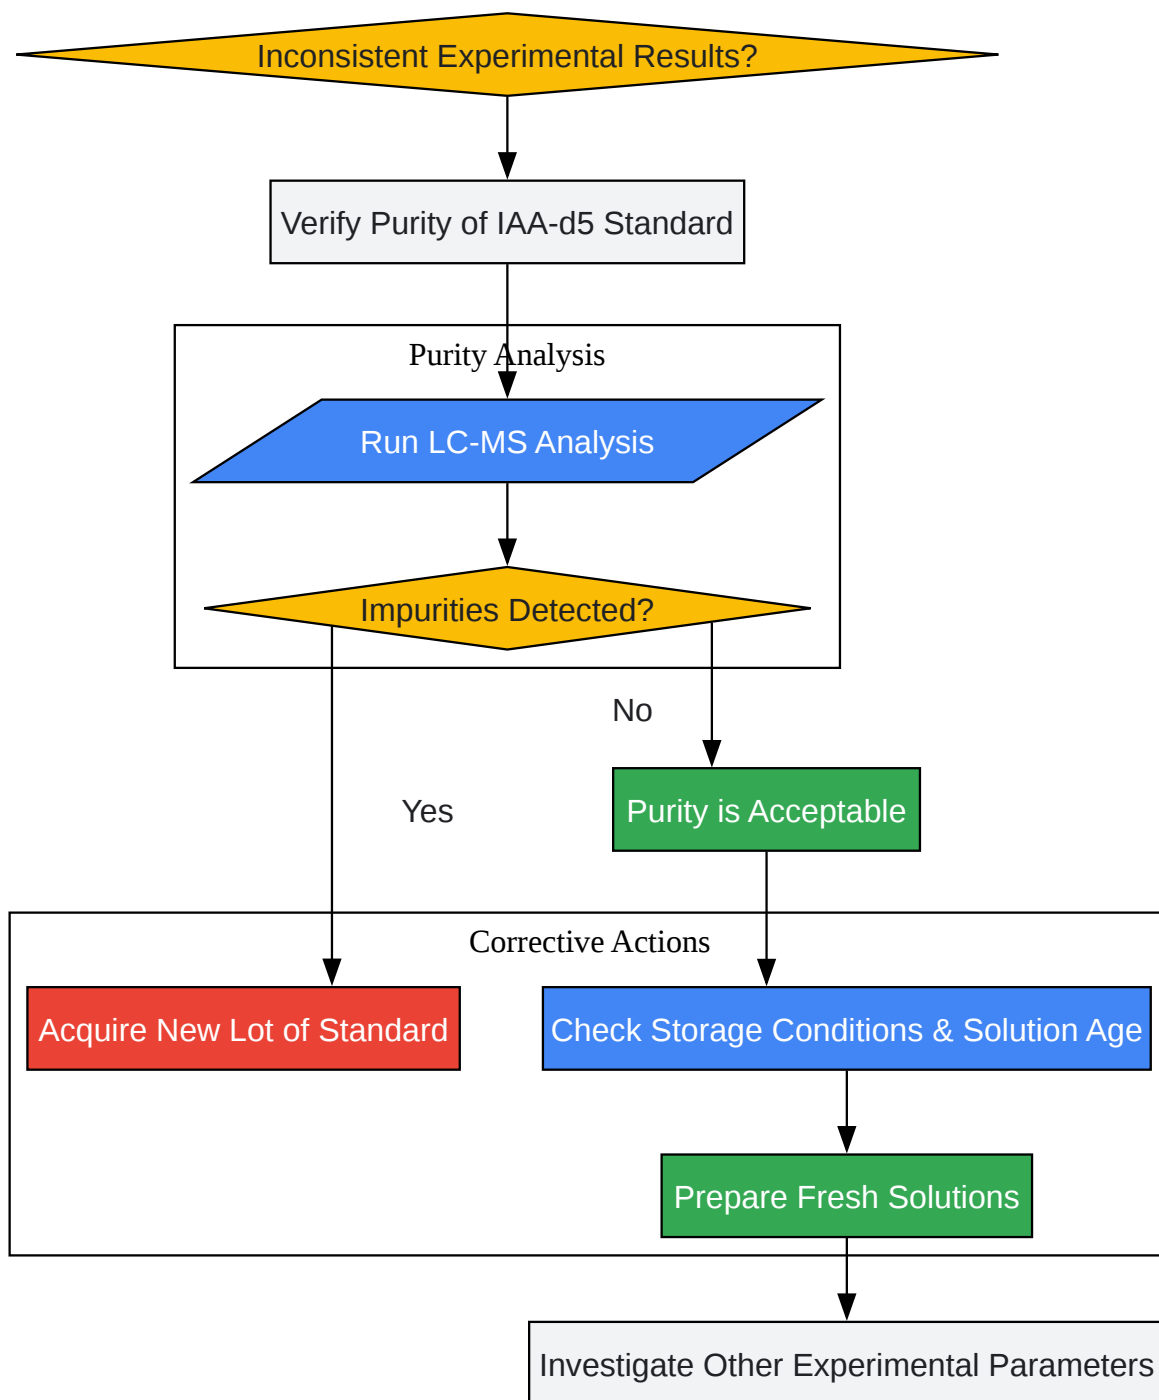 Inconsistent Experimental Results?
Verify Purity of IAA-d5 Standard
Purity Analysis
Run LC-MS Analysis
Impurities Detected?
No
Yes
Purity is Acceptable
Corrective Actions
Acquire New Lot of Standard
Check Storage Conditions & Solution Age
Prepare Fresh Solutions
Investigate Other Experimental Parameters